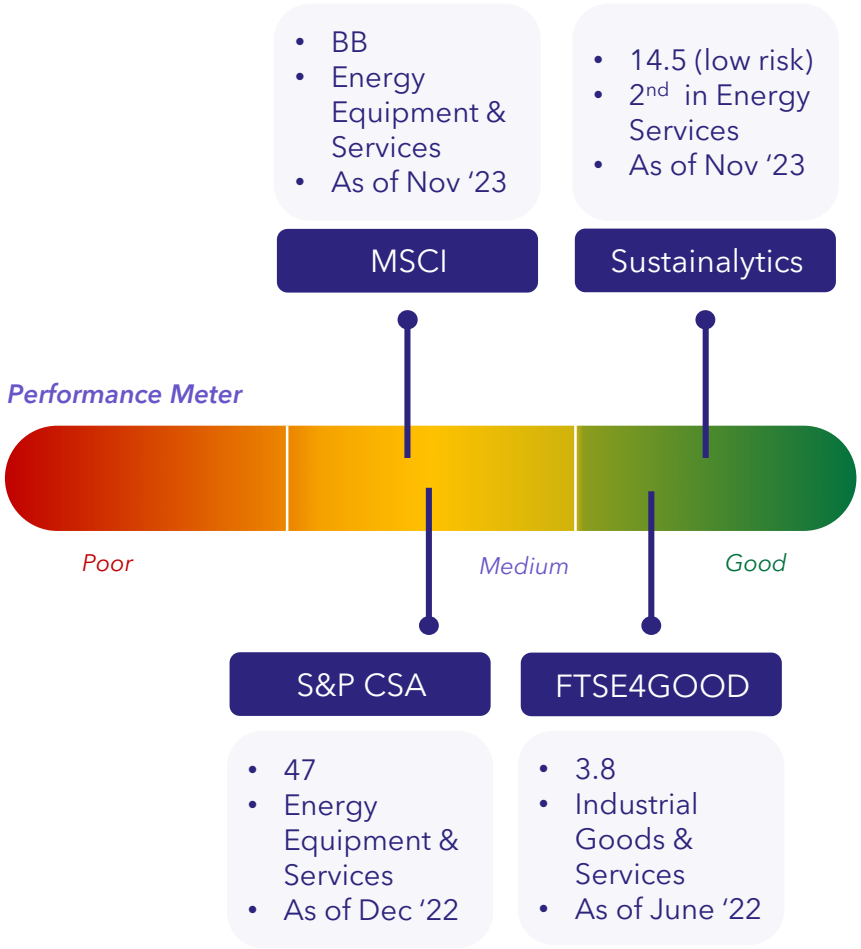 • BB
• Energy
Equipment &
Services
• As of Nov ‘23
• 14.5 (low risk)
• 2nd in Energy
Services
• As of Nov ‘23
MSCI
Sustainalytics
Performance Meter
Poor
Medium
Good
S&P CSA
FTSE4GOOD
• 47
• Energy
Equipment &
Services
• As of Dec ‘22
• 3.8
• Industrial
Goods &
Services
• As of June ‘22